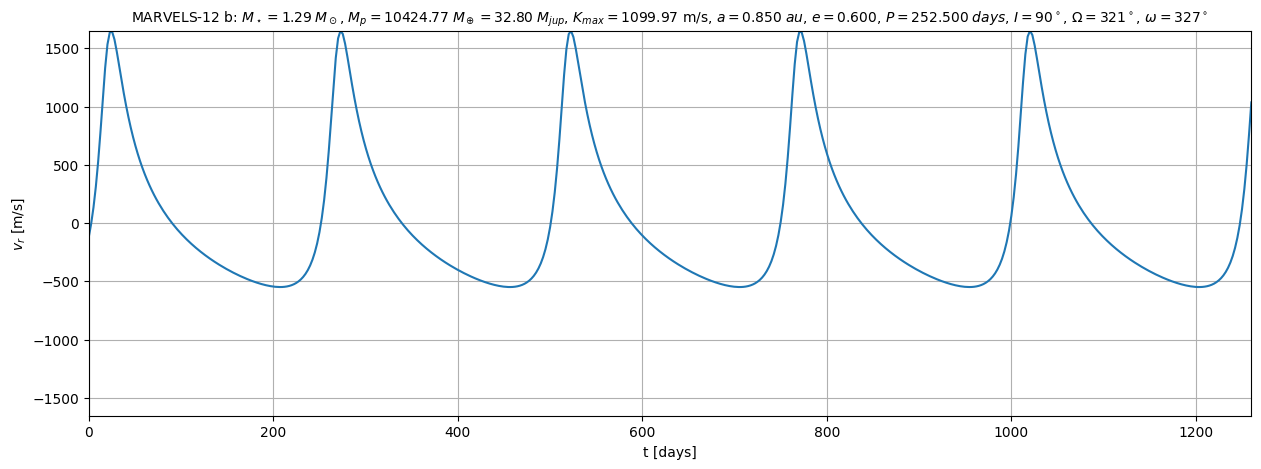 MARVELS-12 b: M⋆ = 1.29 M⊙, Mp = 10424.77 M⊕ = 32.80 Mjup, Kmax = 1099.97 m/s, a = 0.850 au, e = 0.600, P = 252.500 days, I = 90°, Ω = 321°, ω = 327°
1500
1000
500
0
−500
−1000
−1500
vr [m/s]
0 200 400 600 800 1000 1200
t [days]